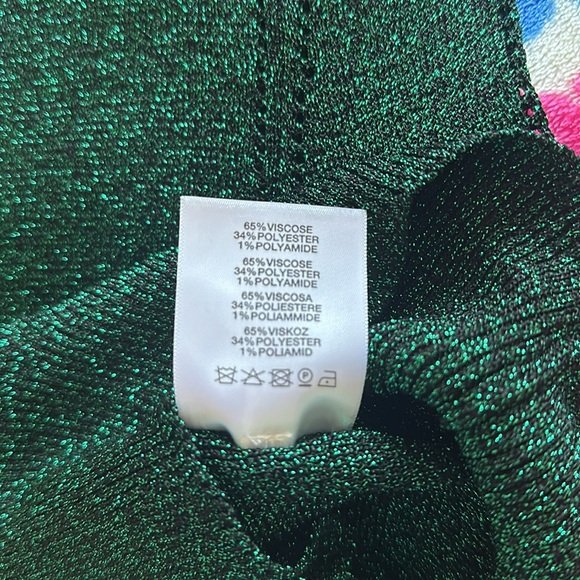 65% VISCOSE
34% POLYESTER
1% POLYAMIDE
65% VISCOSE
34% POLYESTER
1% POLYAMIDE
65% VISCOSA
34% POLIESTERE
1% POLIAMMIDE
65% VISKOZ
34% POLYESTER
1% POLIAMID
P